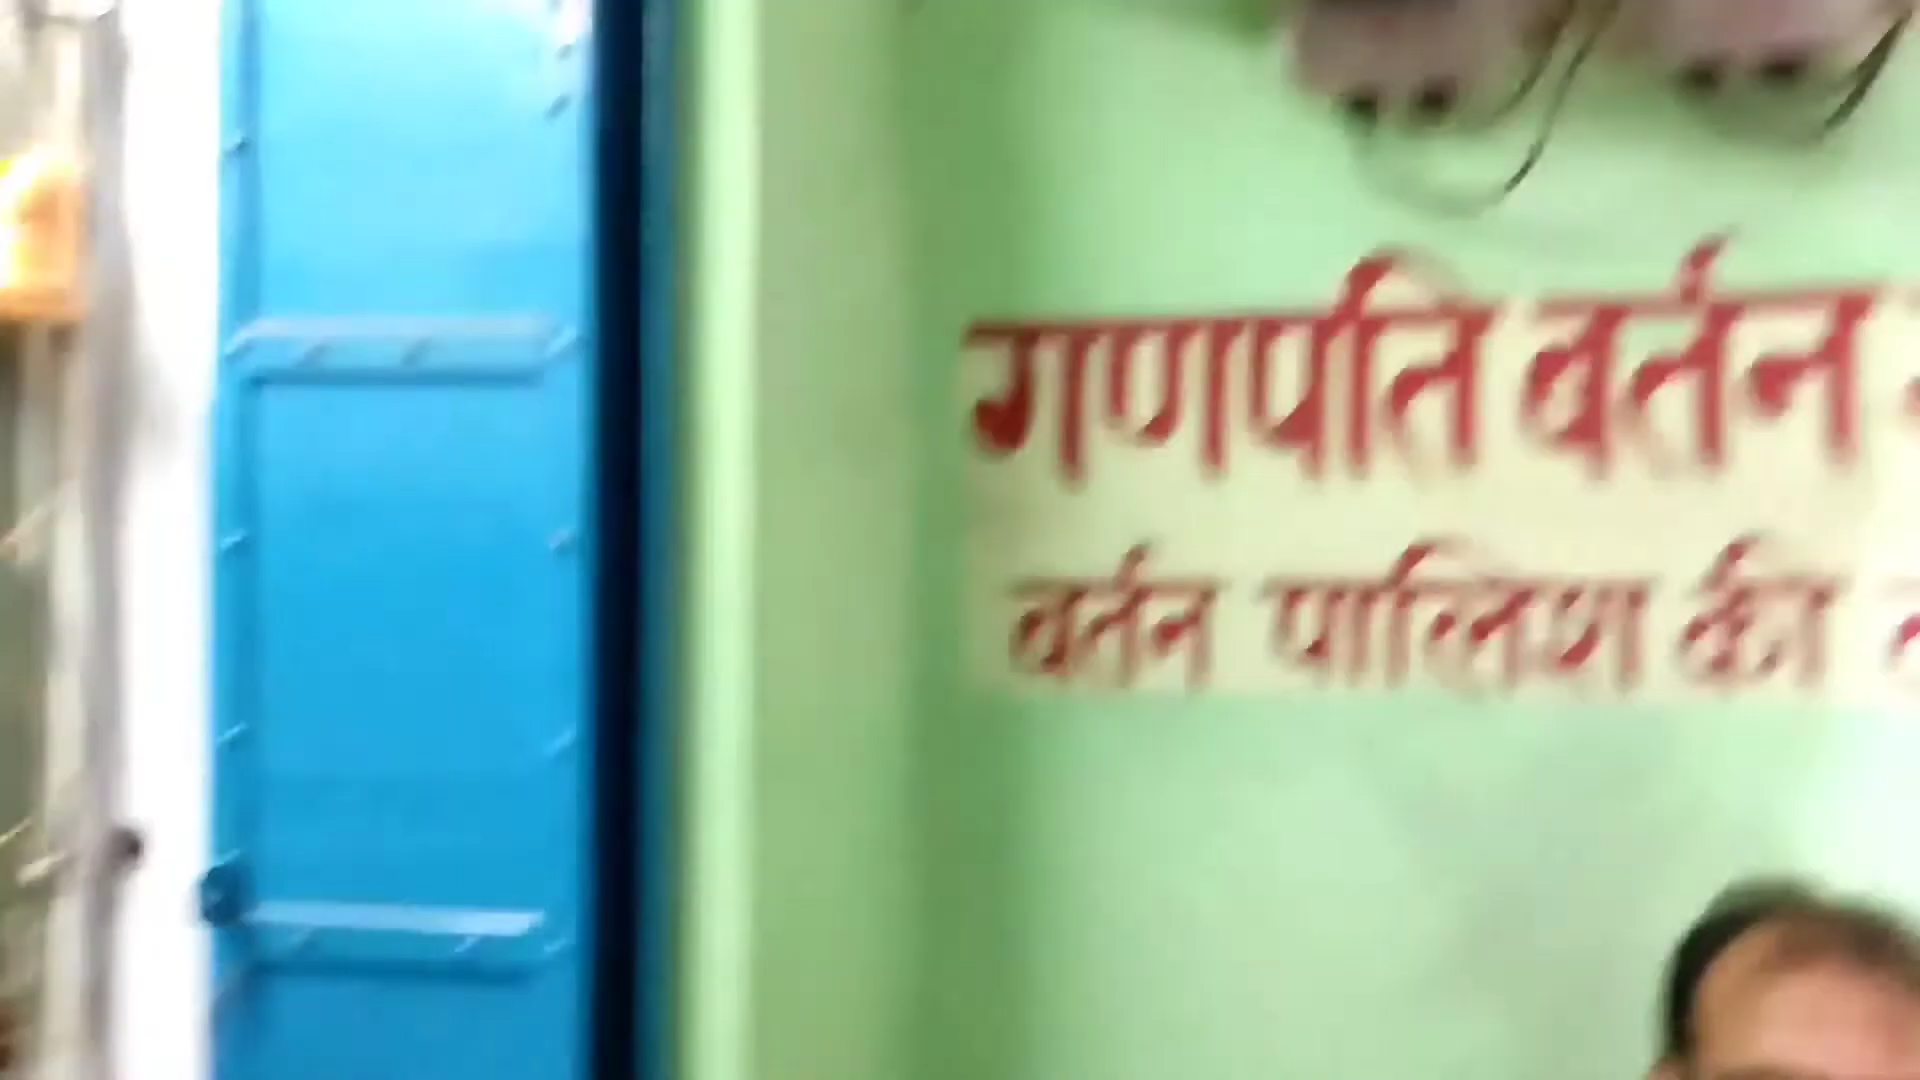 गणपति बर्तन
बर्तन पालिश की